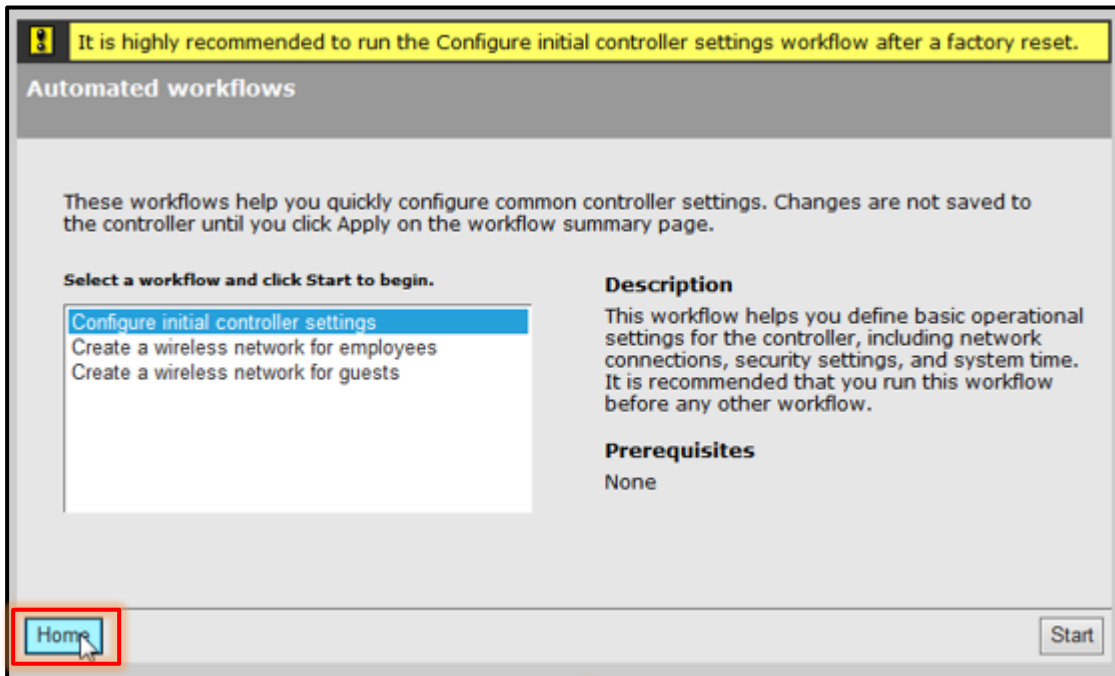 It is highly recommended to run the Configure initial controller settings workflow after a factory reset.
Automated workflows
These workflows help you quickly configure common controller settings. Changes are not saved to
the controller until you click Apply on the workflow summary page.
Select a workflow and click Start to begin.
Configure initial controller settings
Create a wireless network for employees
Create a wireless network for guests
Description
This workflow helps you define basic operational
settings for the controller, including network
connections, security settings, and system time.
It is recommended that you run this workflow
before any other workflow.
Prerequisites
None
Home
Start